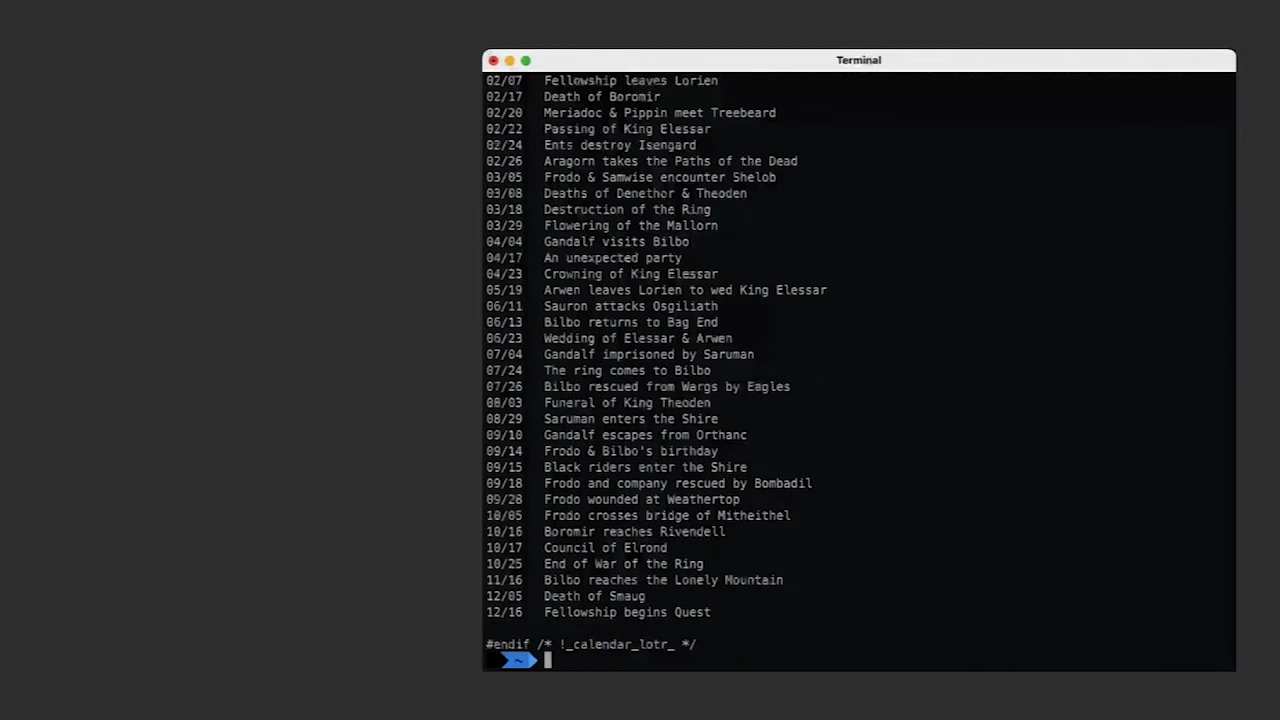 Terminal
02/07 Fellowship leaves Lorien
02/17 Death of Boromir
02/20 Meriadoc & Pippin meet Treebeard
02/22 Passing of King Elessar
02/24 Ents destroy Isengard
02/26 Aragorn takes the Paths of the Dead
03/05 Frodo & Samwise encounter Shelob
03/08 Deaths of Denethor & Theoden
03/18 Destruction of the Ring
03/29 Flowering of the Mallorn
04/04 Gandalf visits Bilbo
04/17 An unexpected party
04/23 Crowning of King Elessar
05/19 Arwen leaves Lorien to wed King Elessar
06/11 Sauron attacks Osgiliath
06/13 Bilbo returns to Bag End
06/23 Wedding of Elessar & Arwen
07/04 Gandalf imprisoned by Saruman
07/24 The ring comes to Bilbo
07/26 Bilbo rescued from Wargs by Eagles
08/03 Funeral of King Theoden
08/29 Saruman enters the Shire
09/10 Gandalf escapes from Orthanc
09/14 Frodo & Bilbo's birthday
09/15 Black riders enter the Shire
09/18 Frodo and company rescued by Bombadil
09/28 Frodo wounded at Weathertop
10/05 Frodo crosses bridge of Mitheithel
10/16 Boromir reaches Rivendell
10/17 Council of Elrond
10/25 End of War of the Ring
11/16 Bilbo reaches the Lonely Mountain
12/05 Death of Smaug
12/16 Fellowship begins Quest
#endif /* !_calendar_lotr_ */
~